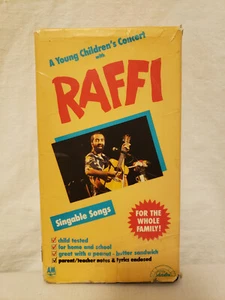 A Young Children's Concert
with
RAFFI
Singable Songs
FOR THE
WHOLE
FAMILY!
child tested
for home and school
great with a peanut-butter sandwich
parent/teacher notes & lyrics enclosed
A&M